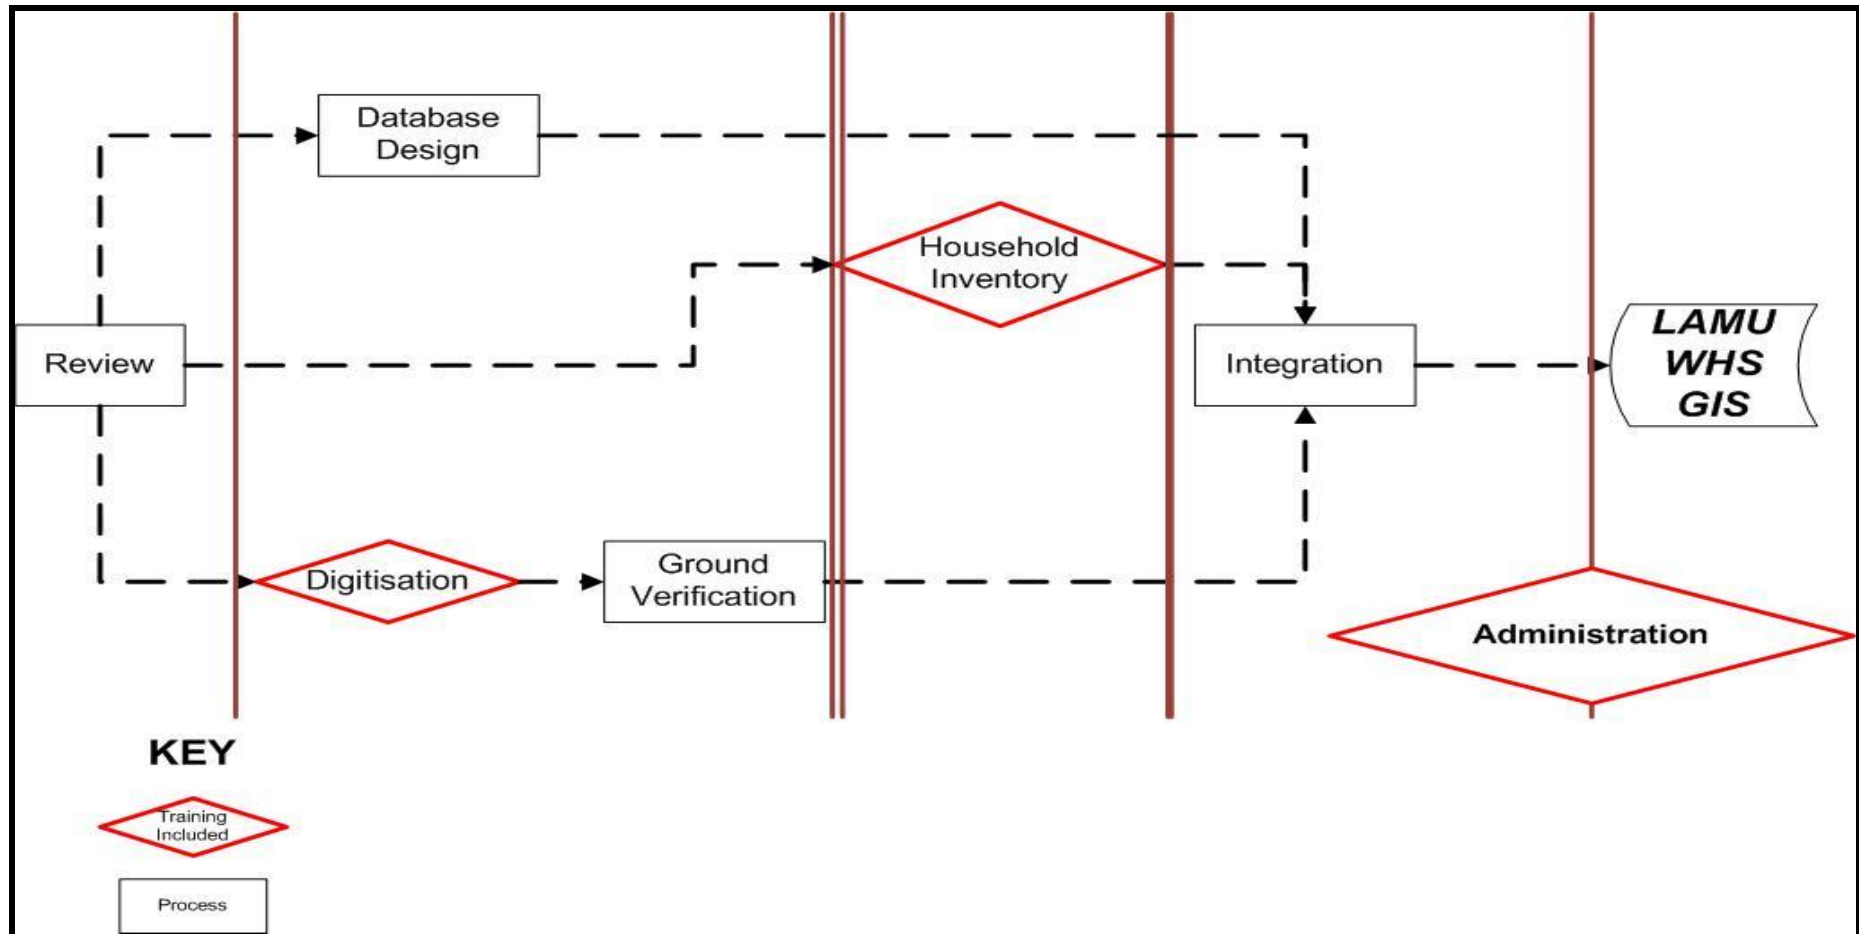 Database
Design
Household
Inventory
Review
Integration
LAMU
WHS
GIS
Digitisation
Ground
Verification
Administration
KEY
Training
Included
Process